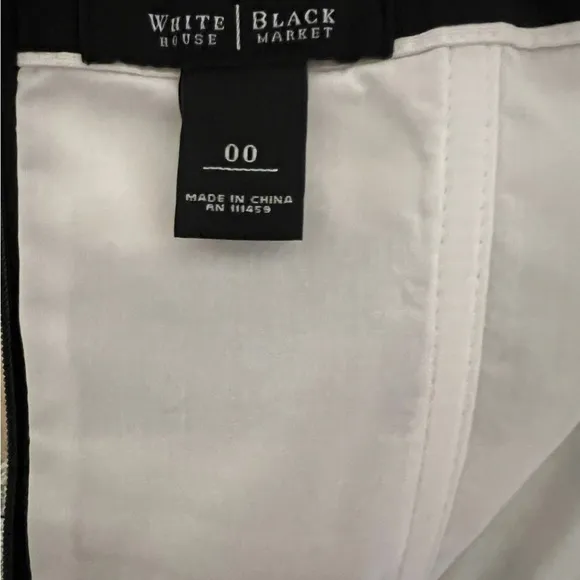 WHITE | BLACK
HOUSE | MARKET
00
MADE IN CHINA
RN 111459